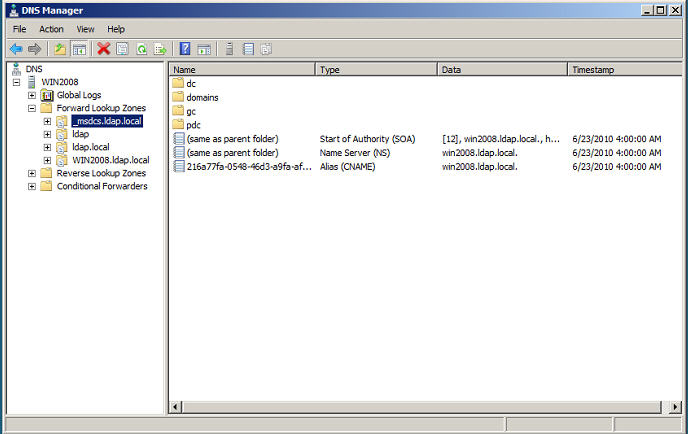 DNS Manager
File Action View Help
DNS
WIN2008
Global Logs
Forward Lookup Zones
_msdcs.ldap.local
ldap
ldap.local
WIN2008.ldap.local
Reverse Lookup Zones
Conditional Forwarders
Name Type Data Timestamp
dc
domains
gc
pdc
(same as parent folder) Start of Authority (SOA) [12], win2008.ldap.local., h... 6/23/2010 4:00:00 AM
(same as parent folder) Name Server (NS) win2008.ldap.local. 6/23/2010 4:00:00 AM
216a77fa-0548-46d3-a9fa-af... Alias (CNAME) win2008.ldap.local. 6/23/2010 4:00:00 AM